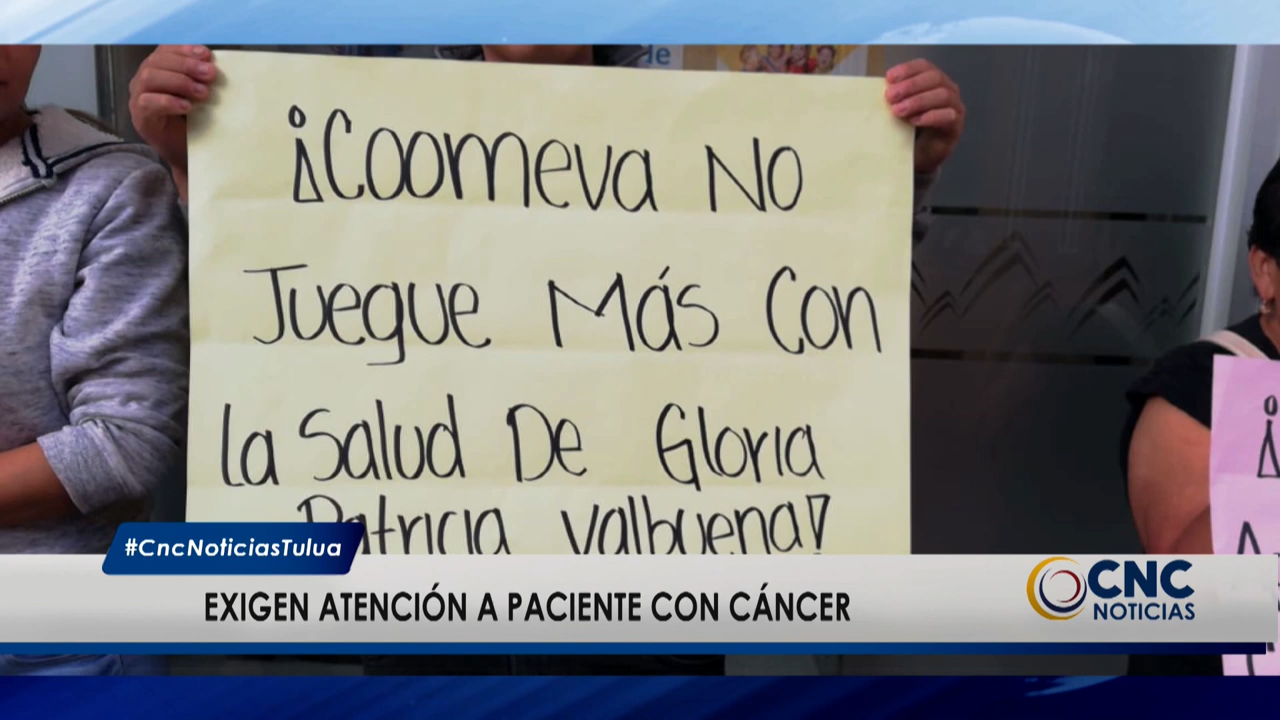 de
¡Coomeva No
Juegue Más Con
la Salud De Gloria
Patricia Valbuena!
¡
#CncNoticiasTulua
EXIGEN ATENCIÓN A PACIENTE CON CÁNCER
CNC
NOTICIAS